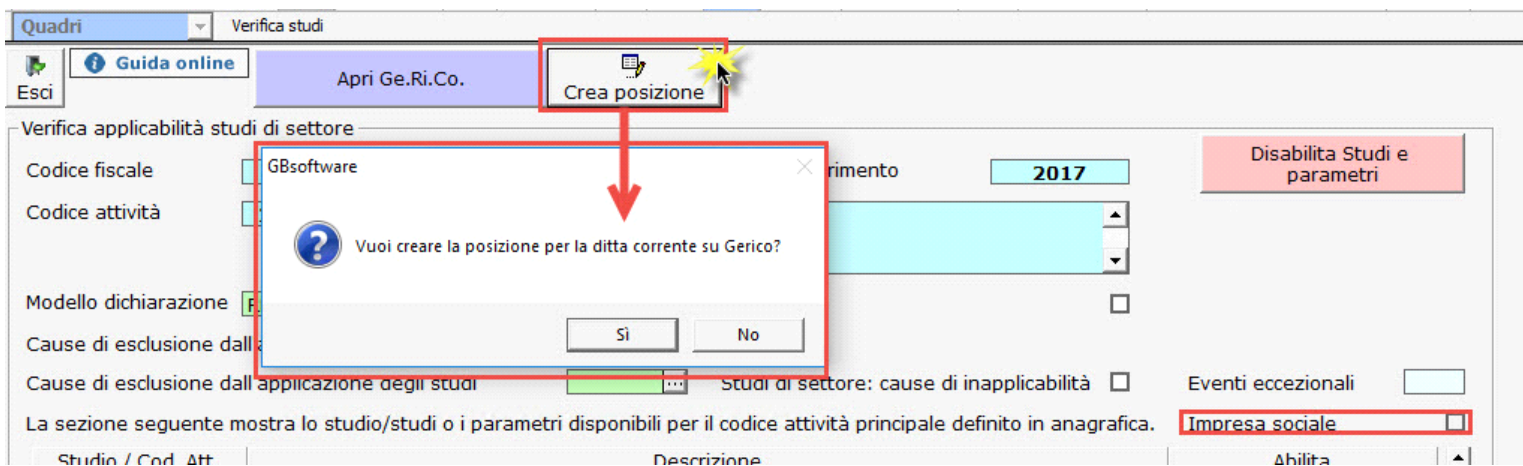 Quadri Verifica studi
Guida online
Esci
Apri Ge.Ri.Co.
Crea posizione
Verifica applicabilità studi di settore
Codice fiscale
GBsoftware
rimento 2017
Disabilita Studi e
parametri
Codice attività
Vuoi creare la posizione per la ditta corrente su Gerico?
Modello dichiarazione
Sì No
Cause di esclusione dall
Cause di esclusione dall'applicazione degli studi Studi di settore: cause di inapplicabilità Eventi eccezionali
La sezione seguente mostra lo studio/studi o i parametri disponibili per il codice attività principale definito in anagrafica. Impresa sociale
Studio / Cod. Att. Descrizione Abilita